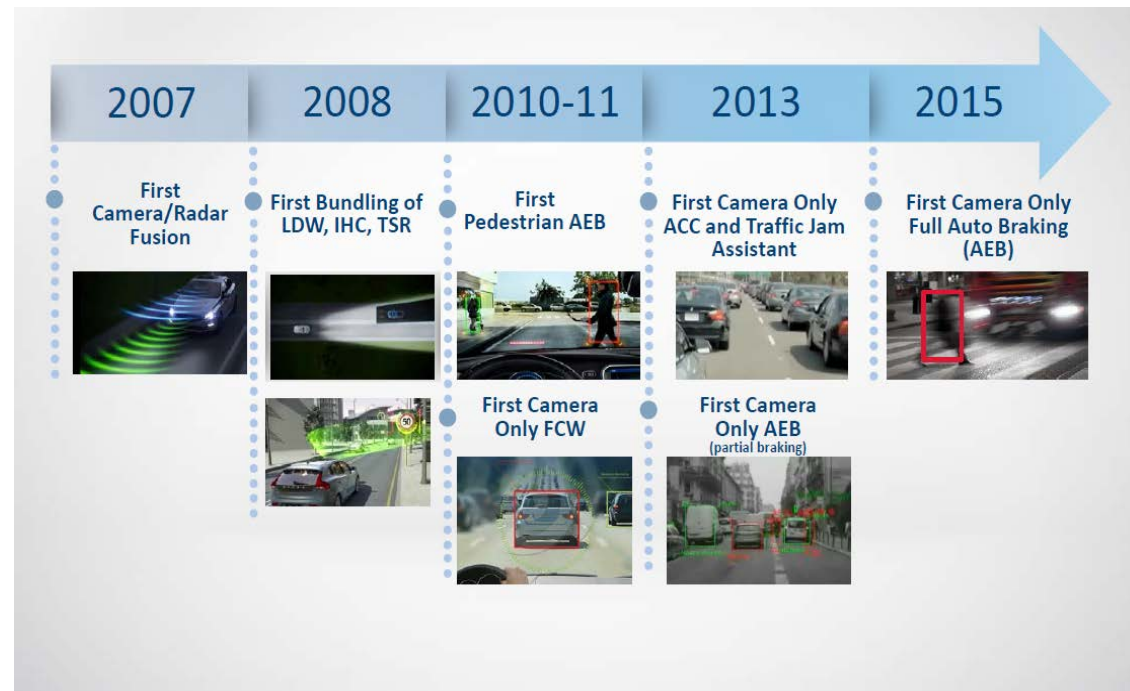 2007
2008
2010-11
2013
2015
First
Camera/Radar
Fusion
First Bundling of
LDW, IHC, TSR
First
Pedestrian AEB
First Camera Only
ACC and Traffic Jam
Assistant
First Camera Only
Full Auto Braking
(AEB)
50
First Camera
Only FCW
First Camera
Only AEB
(partial braking)